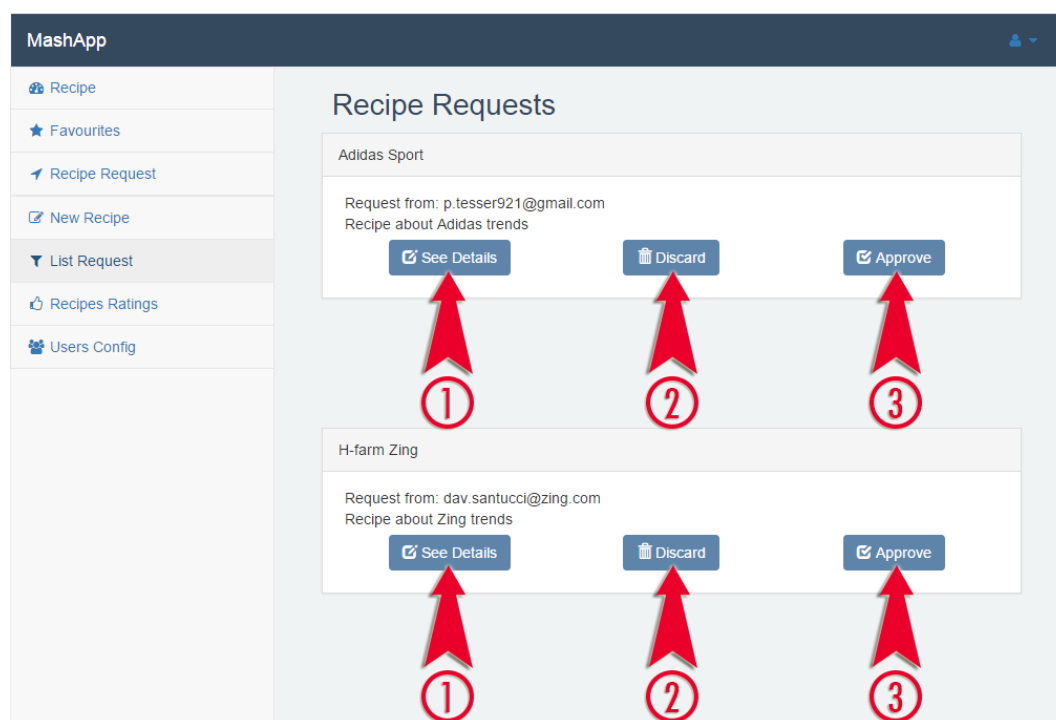 MashApp
Recipe
Favourites
Recipe Request
New Recipe
List Request
Recipes Ratings
Users Config
Recipe Requests
Adidas Sport
Request from: p.tesser921@gmail.com
Recipe about Adidas trends
See Details Discard Approve
1 2 3
H-farm Zing
Request from: dav.santucci@zing.com
Recipe about Zing trends
See Details Discard Approve
1 2 3